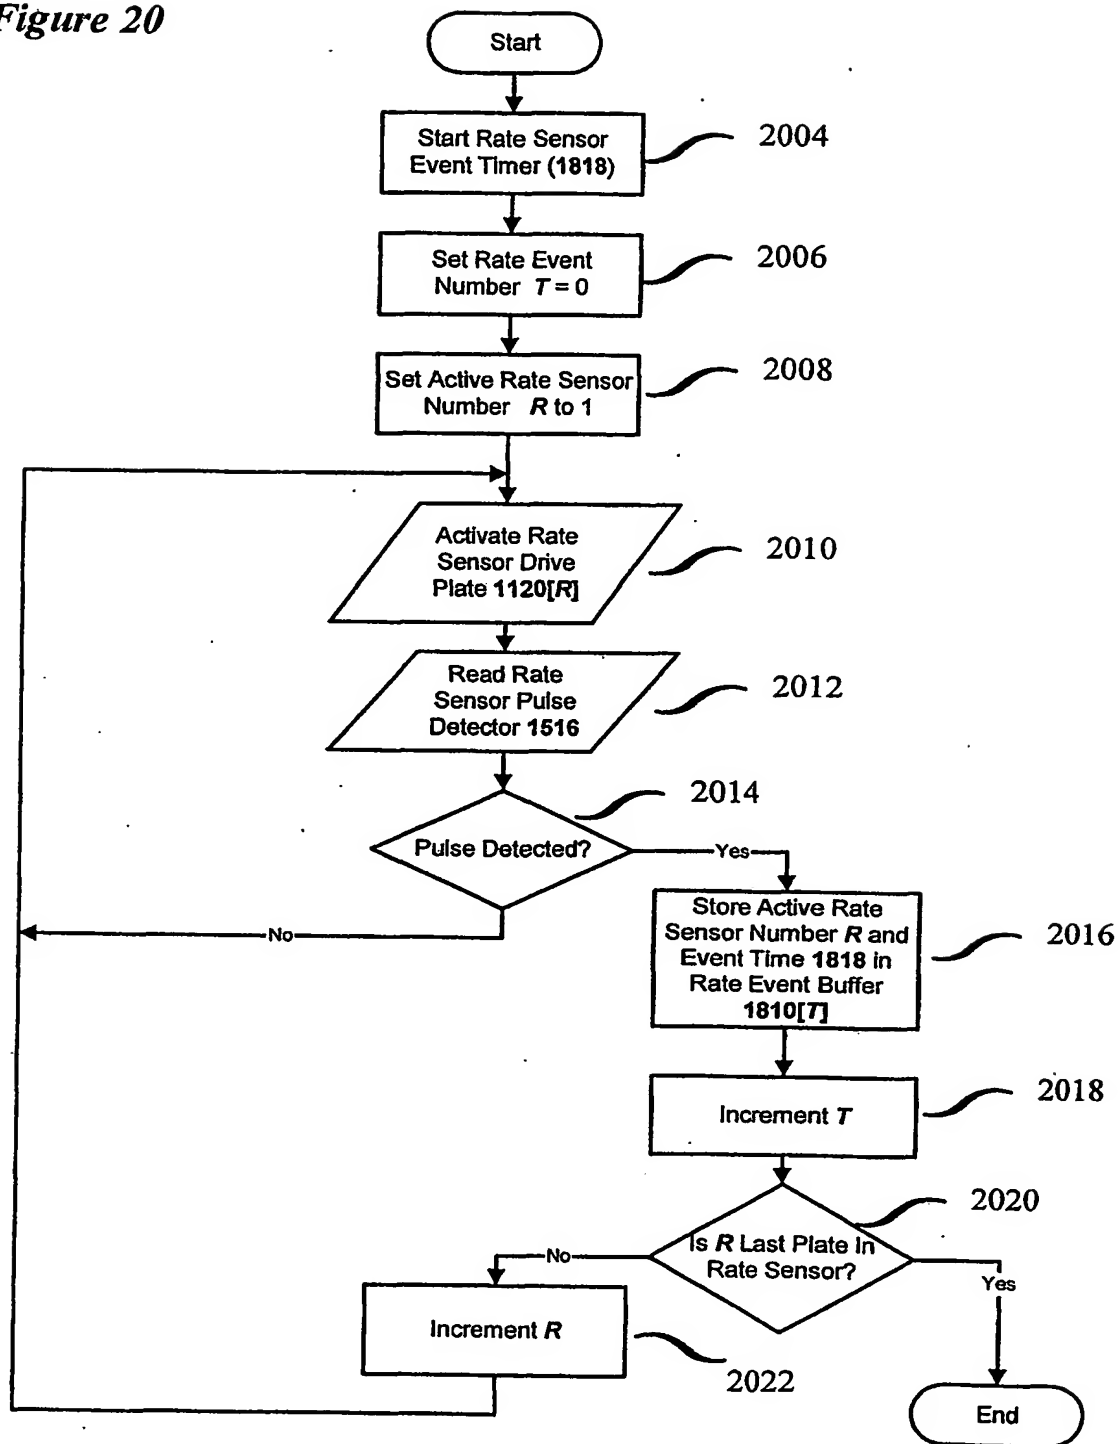 Figure 20
Start
Start Rate Sensor
Event Timer (1818)
2004
Set Rate Event
Number T = 0
2006
Set Active Rate Sensor
Number R to 1
2008
Activate Rate
Sensor Drive
Plate 1120[R]
2010
Read Rate
Sensor Pulse
Detector 1516
2012
2014
Pulse Detected?
Yes
No
Store Active Rate
Sensor Number R and
Event Time 1818 in
Rate Event Buffer
1810[T]
2016
Increment T
2018
2020
Is R Last Plate In
Rate Sensor?
No
Yes
Increment R
2022
End